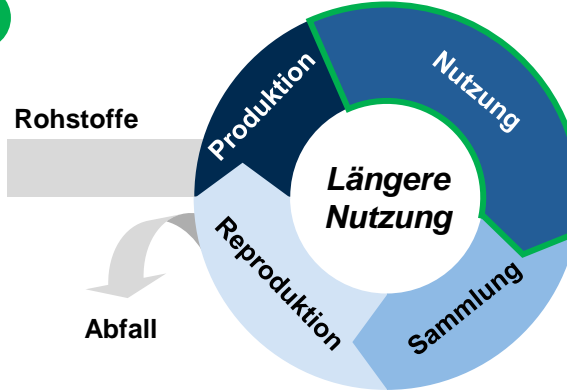 Produktion
Nutzung
Rohstoffe
Längere
Nutzung
Reproduktion
Sammlung
Abfall